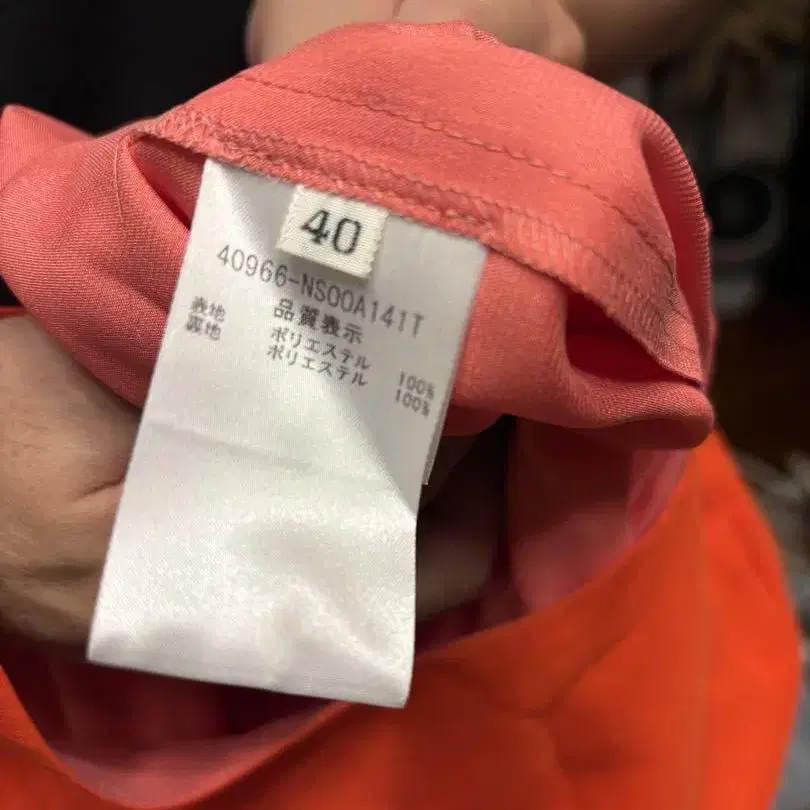 40
40966-NS00A141T
品質表示
表地 ポリエステル 100%
裏地 ポリエステル 100%